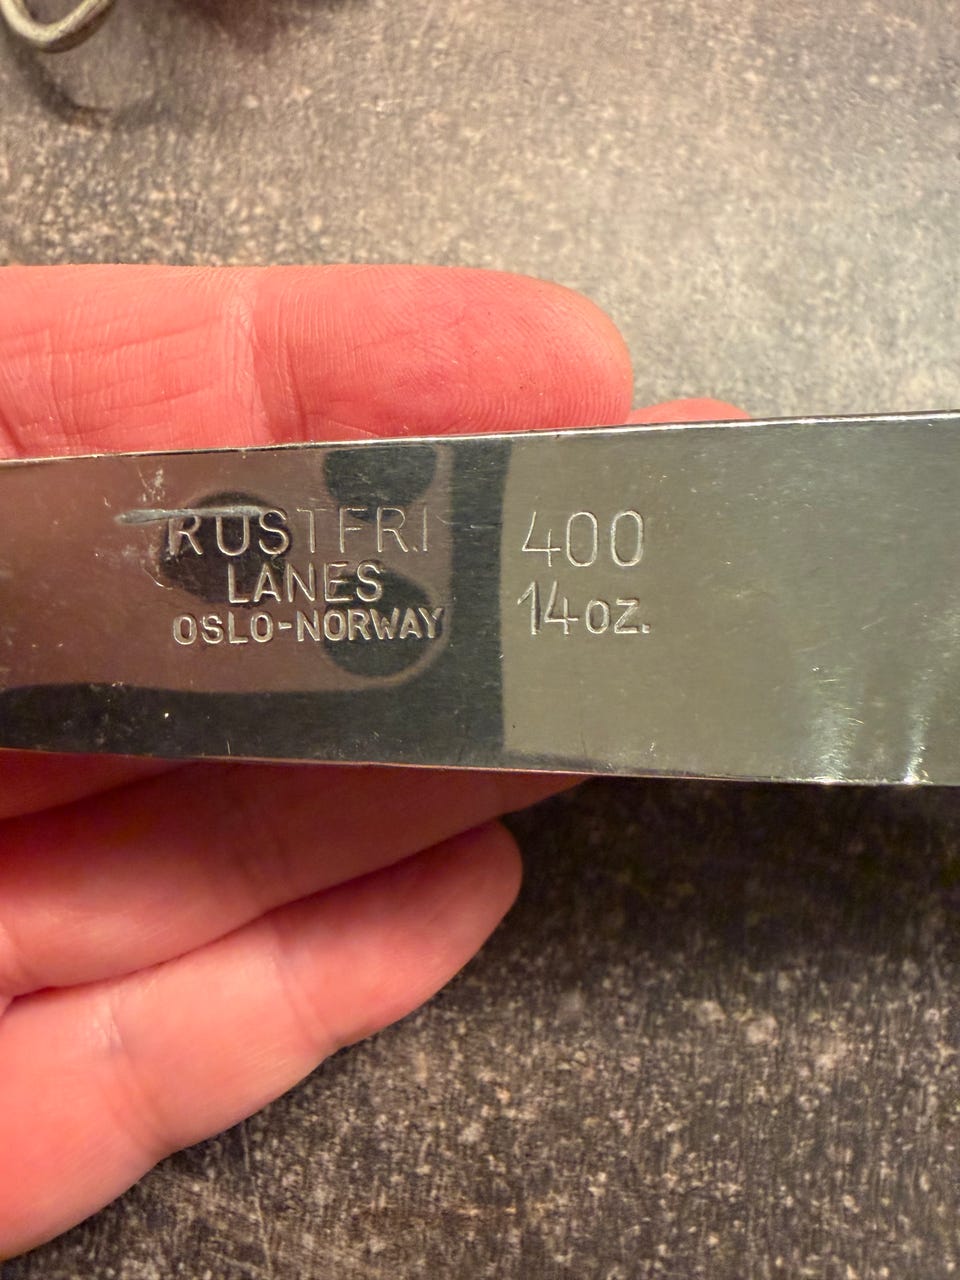 RUSTFRI
LANES
OSLO-NORWAY
400
14oz.